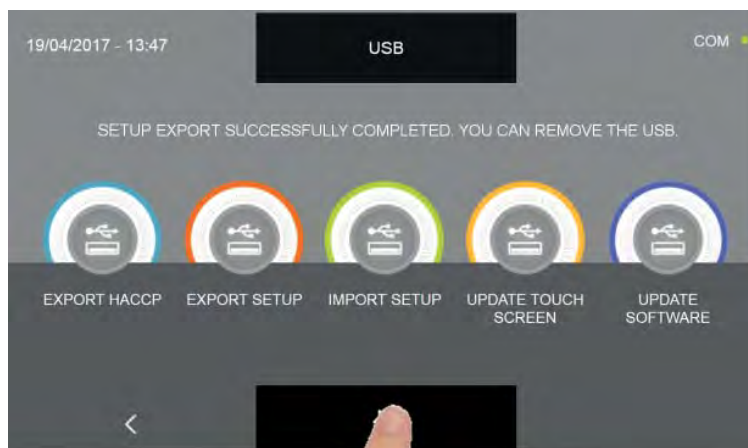 19/04/2017 - 13:47
USB
COM
SETUP EXPORT SUCCESSFULLY COMPLETED. YOU CAN REMOVE THE USB.
EXPORT HACCP
EXPORT SETUP
IMPORT SETUP
UPDATE TOUCH
SCREEN
UPDATE
SOFTWARE